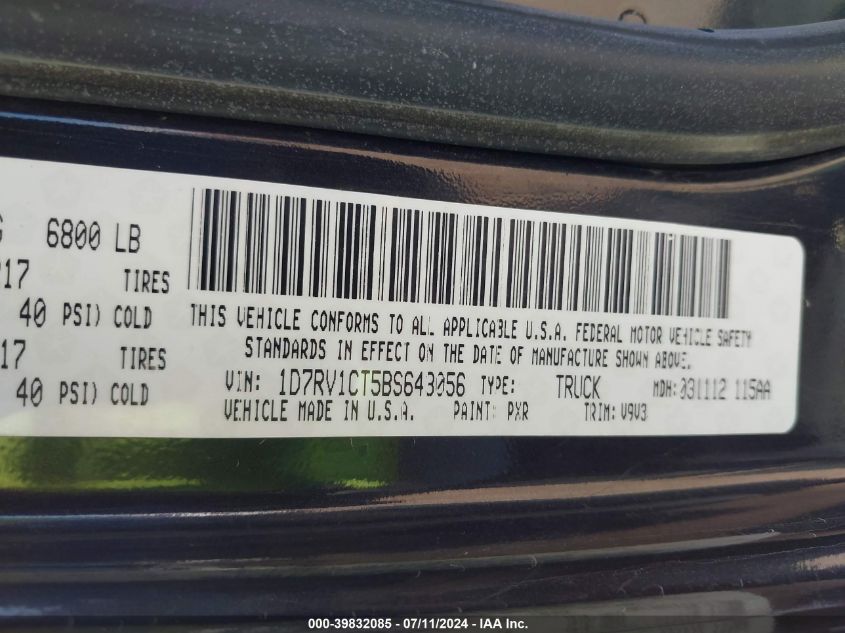 G 6800 LB
17 TIRES
40 PSI) COLD
17 TIRES
40 PSI) COLD
THIS VEHICLE CONFORMS TO ALL APPLICABLE U.S.A. FEDERAL MOTOR VEHICLE SAFETY
STANDARDS IN EFFECT ON THE DATE OF MANUFACTURE SHOWN ABOVE.
VIN: 1D7RV1CT5BS643056 TYPE: TRUCK MDH: 031112 115AA
VEHICLE MADE IN U.S.A. PAINT: PXR TRIM: V9V3
000-39832085 - 07/11/2024 - IAA Inc.